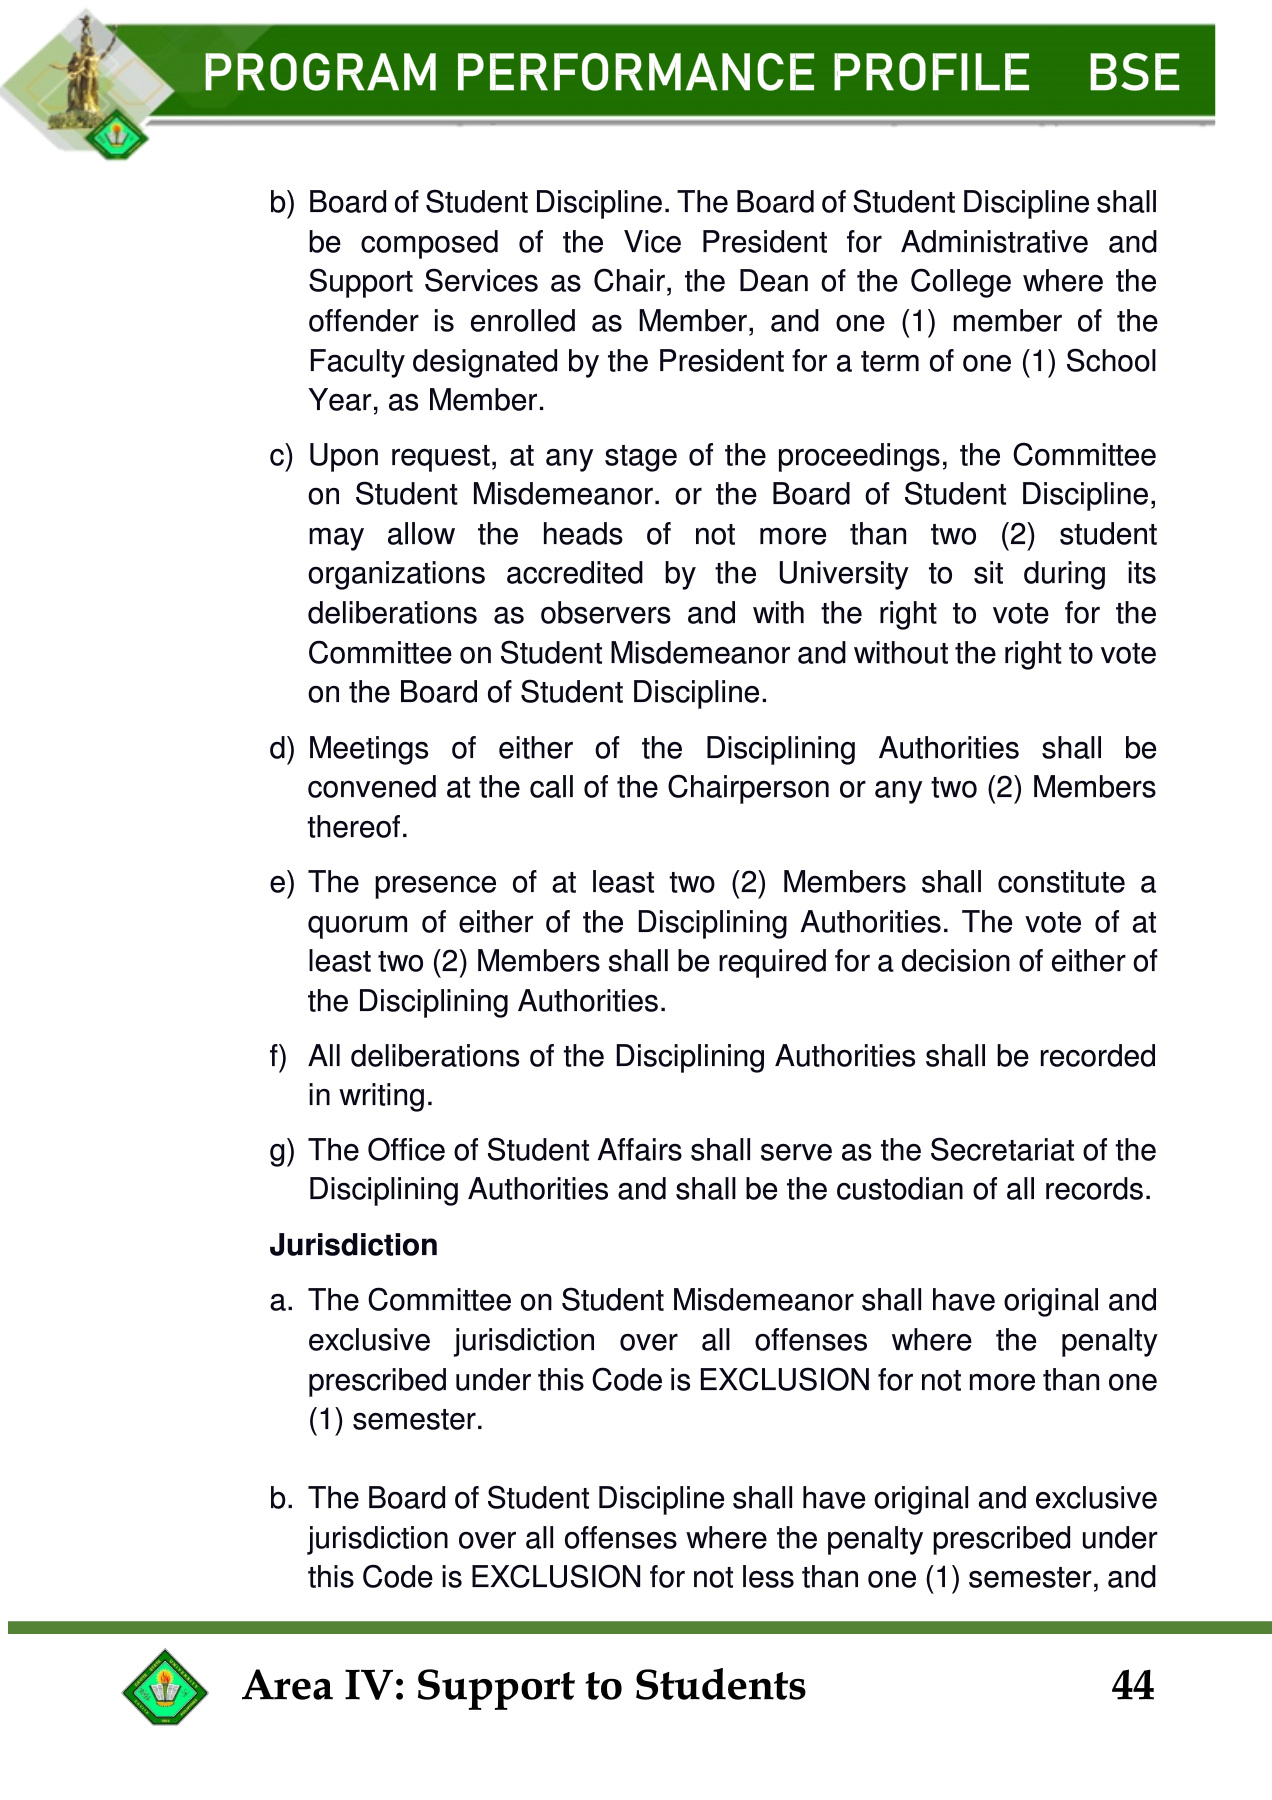 PROGRAM PERFORMANCE PROFILE BSE
b) Board of Student Discipline. The Board of Student Discipline shall
be composed of the Vice President for Administrative and
Support Services as Chair, the Dean of the College where the
offender is enrolled as Member, and one (1) member of the
Faculty designated by the President for a term of one (1) School
Year, as Member.
c) Upon request, at any stage of the proceedings, the Committee
on Student Misdemeanor. or the Board of Student Discipline,
may allow the heads of not more than two (2) student
organizations accredited by the University to sit during its
deliberations as observers and with the right to vote for the
Committee on Student Misdemeanor and without the right to vote
on the Board of Student Discipline.
d) Meetings of either of the Disciplining Authorities shall be
convened at the call of the Chairperson or any two (2) Members
thereof.
e) The presence of at least two (2) Members shall constitute a
quorum of either of the Disciplining Authorities. The vote of at
least two (2) Members shall be required for a decision of either of
the Disciplining Authorities.
f) All deliberations of the Disciplining Authorities shall be recorded
in writing.
g) The Office of Student Affairs shall serve as the Secretariat of the
Disciplining Authorities and shall be the custodian of all records.
Jurisdiction
a. The Committee on Student Misdemeanor shall have original and
exclusive jurisdiction over all offenses where the penalty
prescribed under this Code is EXCLUSION for not more than one
(1) semester.
b. The Board of Student Discipline shall have original and exclusive
jurisdiction over all offenses where the penalty prescribed under
this Code is EXCLUSION for not less than one (1) semester, and
Area IV: Support to Students 44